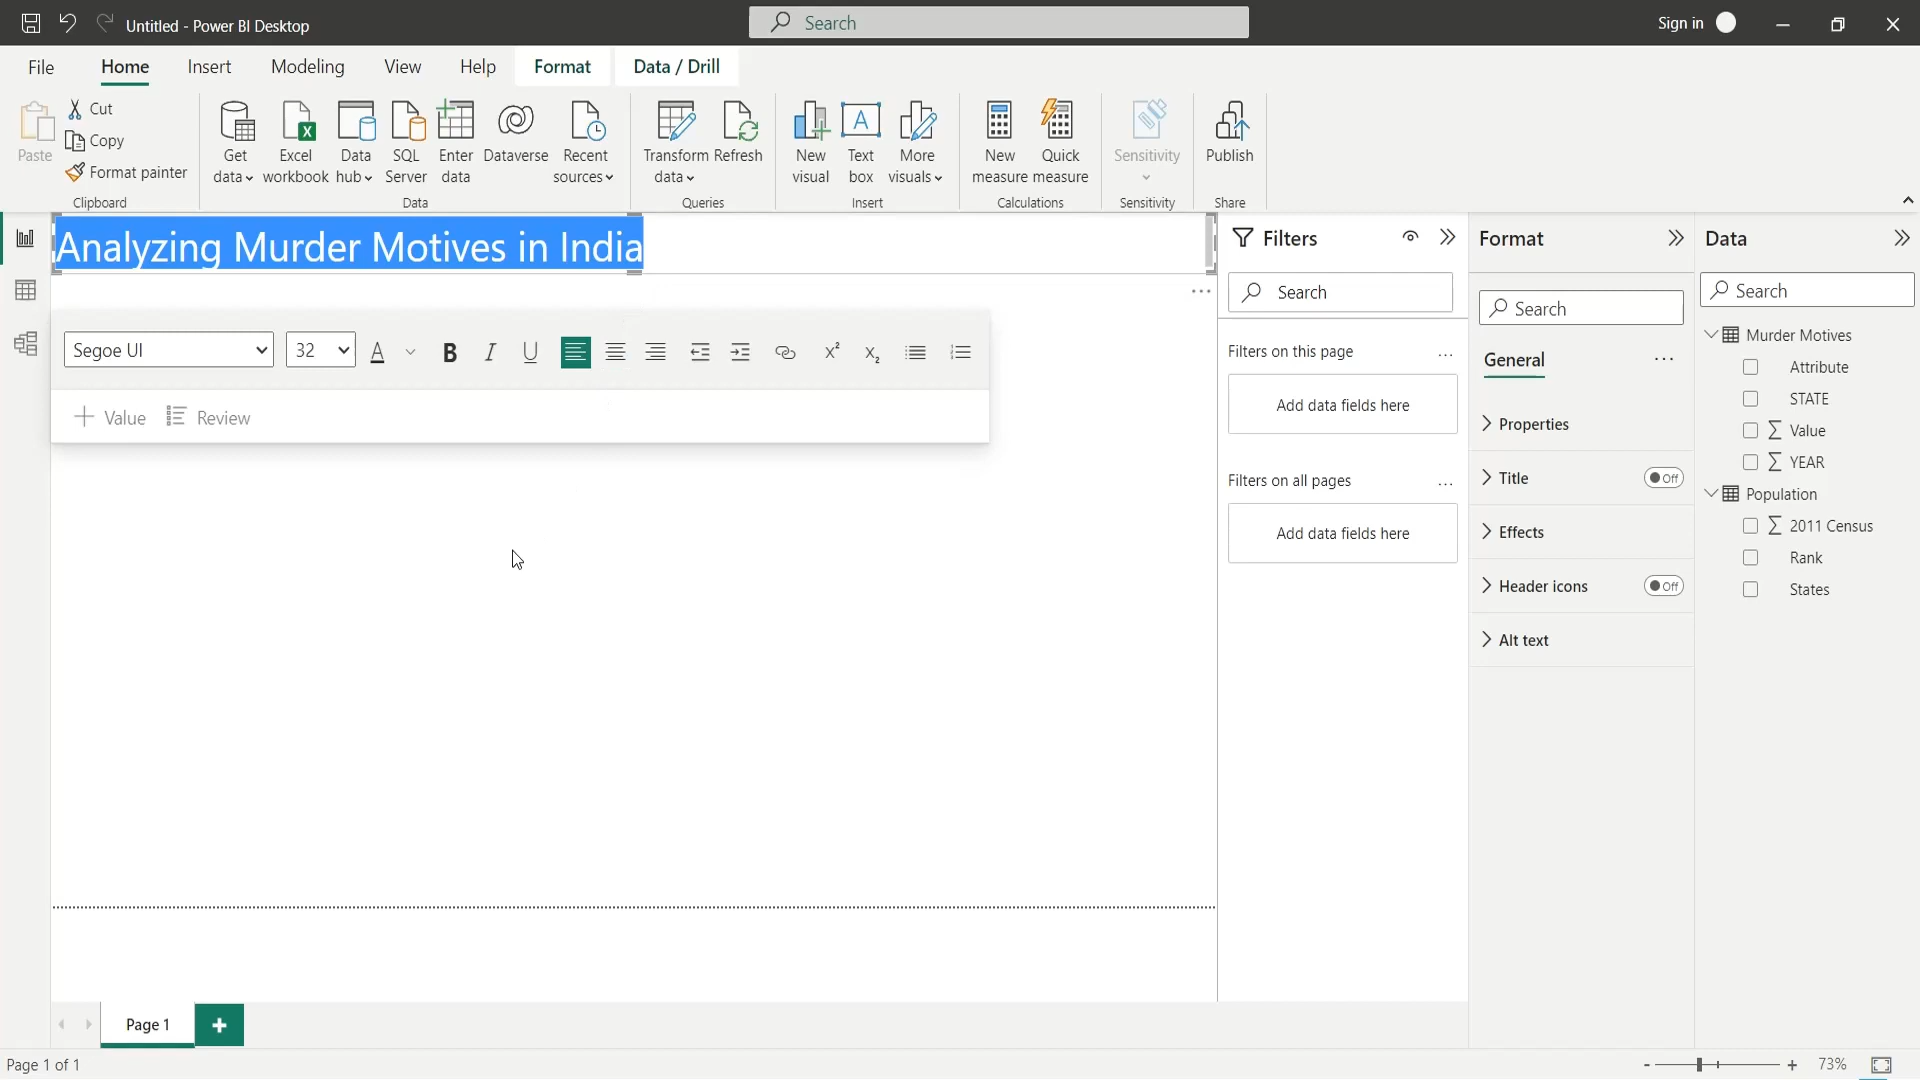 Untitled - Power BI Desktop
Search
Sign in
File
Home
Insert
Modeling
View
Help
Format
Data / Drill
Paste
Cut
Copy
Format painter
Clipboard
Get data
Excel workbook
Data hub
SQL Server
Enter data
Dataverse
Recent sources
Data
Transform data
Refresh
Queries
New visual
Text box
More visuals
Insert
New measure
Quick measure
Calculations
Sensitivity
Sensitivity
Publish
Share
Analyzing Murder Motives in India
Segoe UI
32
A
B
I
U
x²
x₂
Value
Review
Filters
Search
Filters on this page
Add data fields here
Filters on all pages
Add data fields here
Format
Search
General
Properties
Title
Off
Effects
Header icons
Off
Alt text
Data
Search
Murder Motives
Attribute
STATE
∑ Value
∑ YEAR
Population
∑ 2011 Census
Rank
States
Page 1
Page 1 of 1
- + 73%